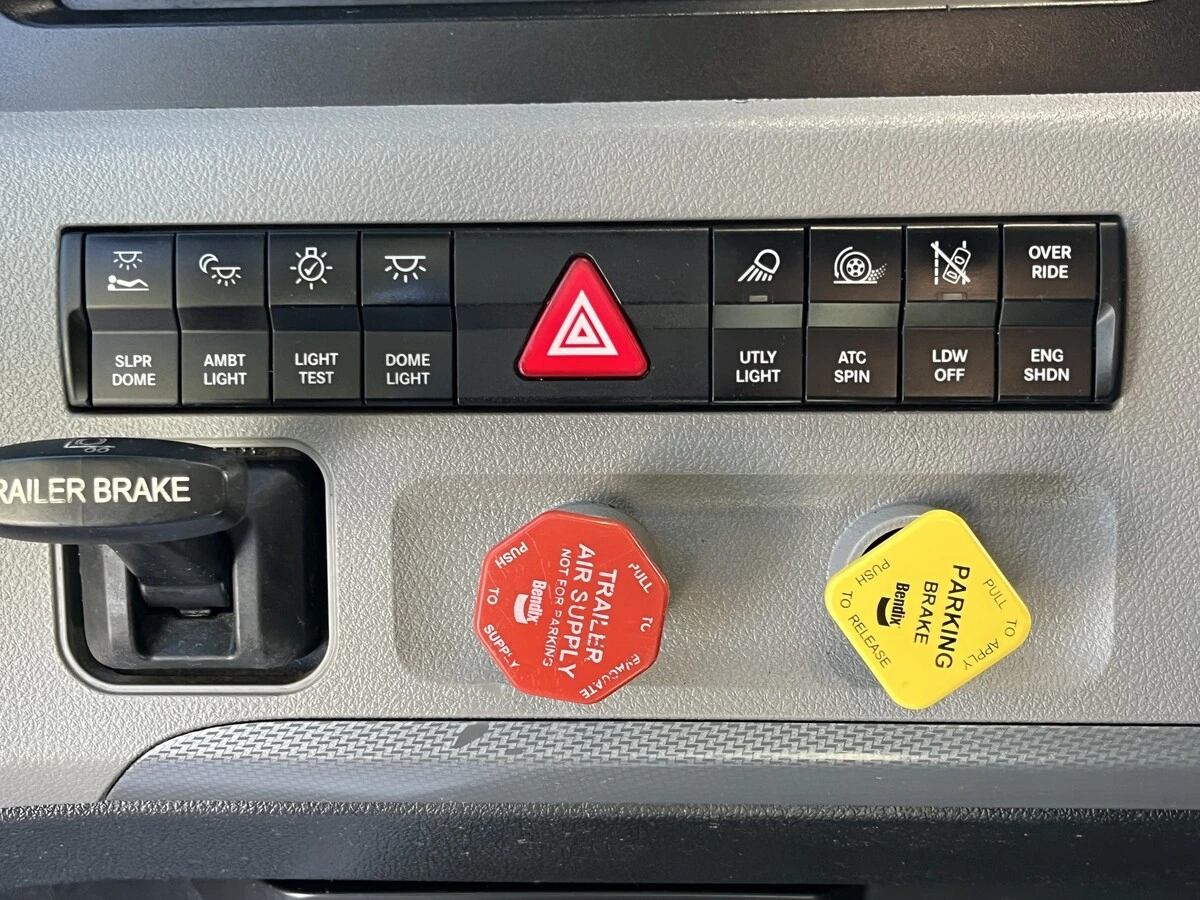 SLPR
DOME
AMBT
LIGHT
LIGHT
TEST
DOME
LIGHT
UTLY
LIGHT
ATC
SPIN
LDW
OFF
OVER
RIDE
ENG
SHDN
RAILER BRAKE
PULL TO EVACUATE
TRAILER
AIR SUPPLY
NOT FOR PARKING
Bendix
PUSH TO SUPPLY
PULL TO APPLY
PARKING
BRAKE
Bendix
PUSH TO RELEASE